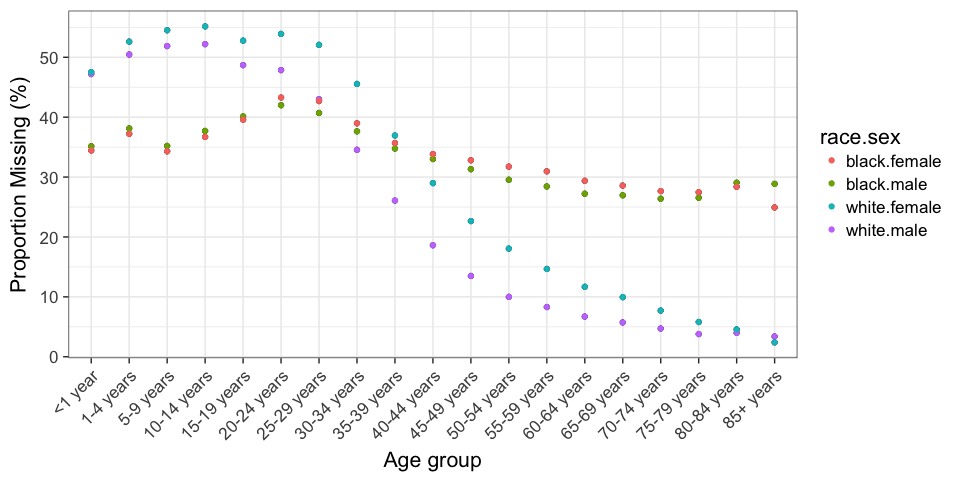 Proportion Missing (%)
50
40
30
20
10
0
<1 year
1-4 years
5-9 years
10-14 years
15-19 years
20-24 years
25-29 years
30-34 years
35-39 years
40-44 years
45-49 years
50-54 years
55-59 years
60-64 years
65-69 years
70-74 years
75-79 years
80-84 years
85+ years
Age group
race.sex
black.female
black.male
white.female
white.male